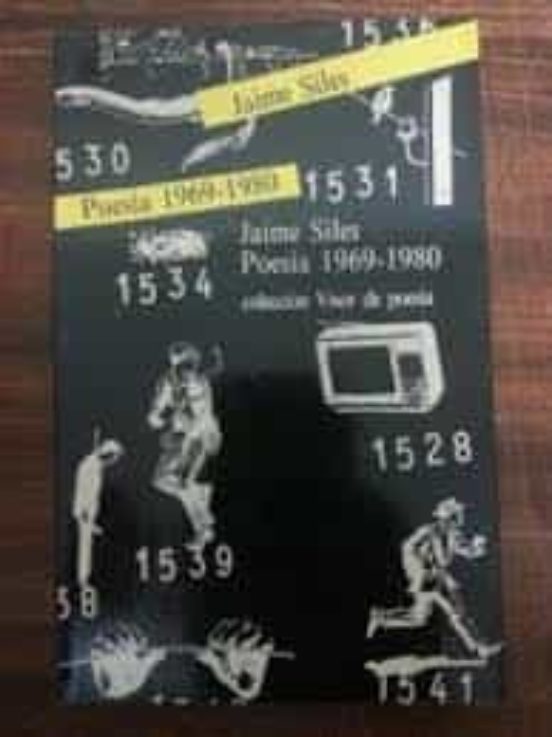 Jaime Siles
530
1531
Poesía 1969-1980
Jaime Siles
Poesía 1969-1980
colección Visor de poesía
1534
1528
1539
38
1541